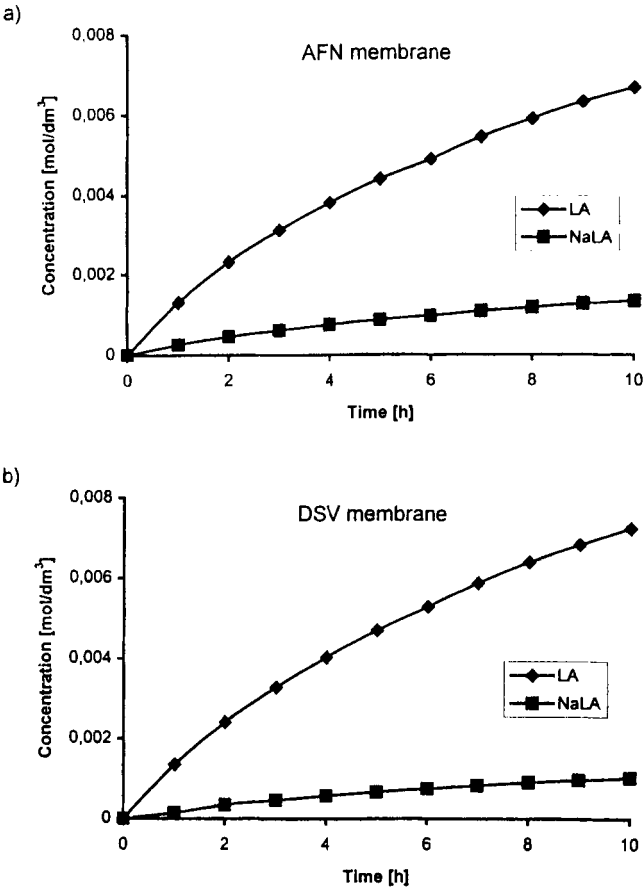 a)
AFN membrane
Concentration [mol/dm³]
0,008
0,006
0,004
0,002
0
0 2 4 6 8 10
Time [h]
LA
NaLA
b)
DSV membrane
Concentration [mol/dm³]
0,008
0,006
0,004
0,002
0
0 2 4 6 8 10
Time [h]
LA
NaLA